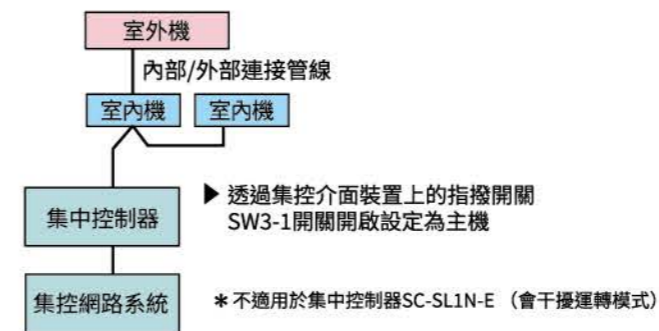 室外機
內部/外部連接管線
室內機
室內機
▶ 透過集控介面裝置上的指撥開關
SW3-1開關開啟設定為主機
集中控制器
集控網路系統
＊不適用於集中控制器SC-SL1N-E （會干擾運轉模式）